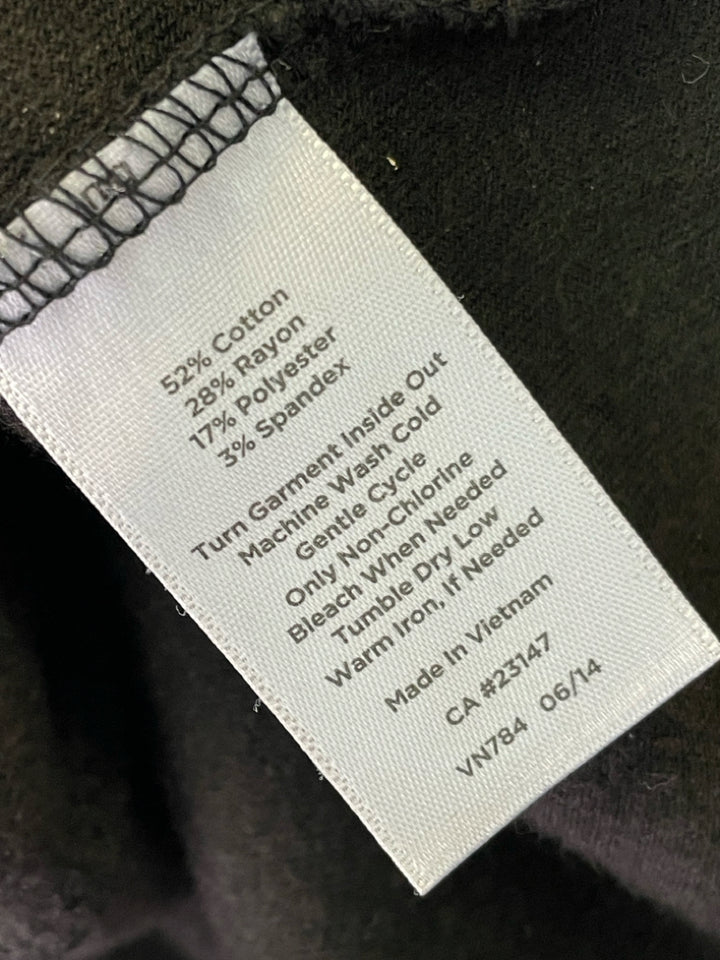 52% Cotton
28% Rayon
17% Polyester
3% Spandex
Turn Garment Inside Out
Machine Wash Cold
Gentle Cycle
Only Non-Chlorine
Bleach When Needed
Tumble Dry Low
Warm Iron, If Needed
Made In Vietnam
CA #23147
VN784 06/14